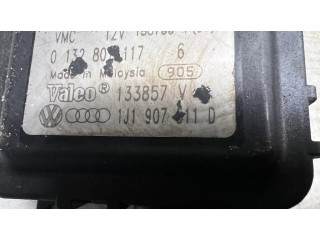 VMC 12V
0 132 80 117 6
Made in Malaysia 905
Valeo® 133857 V
1J1 907 11 D